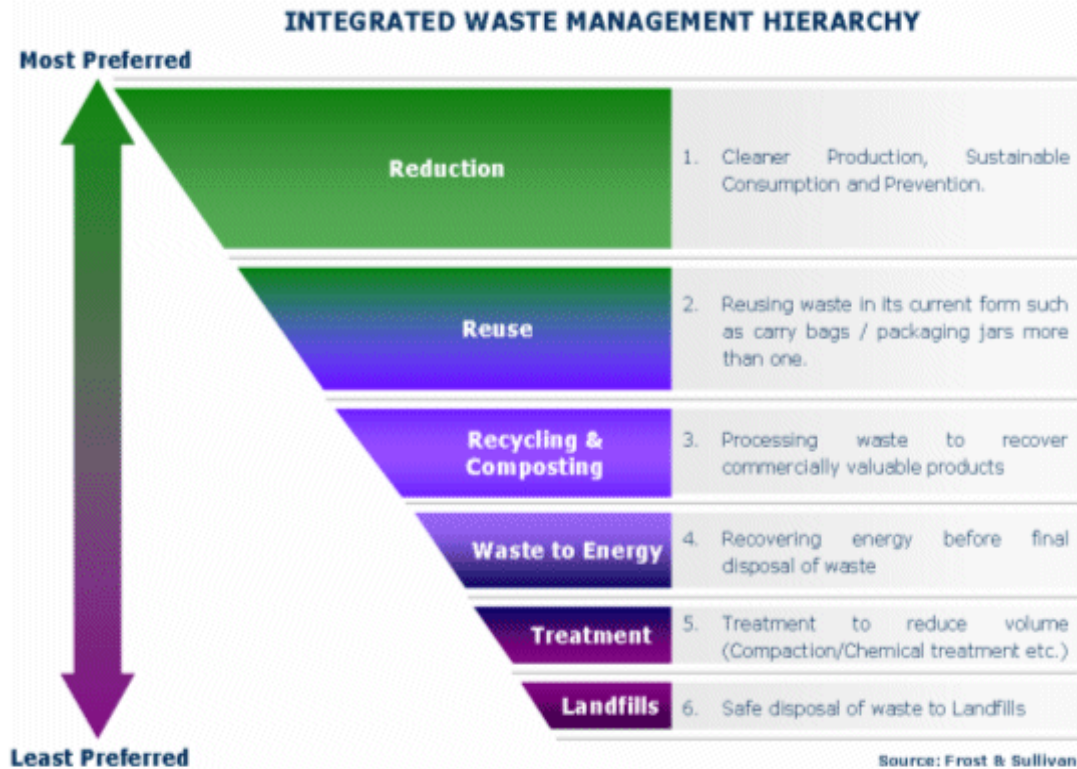 INTEGRATED WASTE MANAGEMENT HIERARCHY
Most Preferred
Reduction
1. Cleaner Production, Sustainable
Consumption and Prevention.
Reuse
2. Reusing waste in its current form such
as carry bags / packaging jars more
than one.
Recycling &
Composting
3. Processing waste to recover
commercially valuable products
Waste to Energy
4. Recovering energy before final
disposal of waste
Treatment
5. Treatment to reduce volume
(Compaction/Chemical treatment etc.)
Landfills
6. Safe disposal of waste to Landfills
Least Preferred
Source: Frost & Sullivan